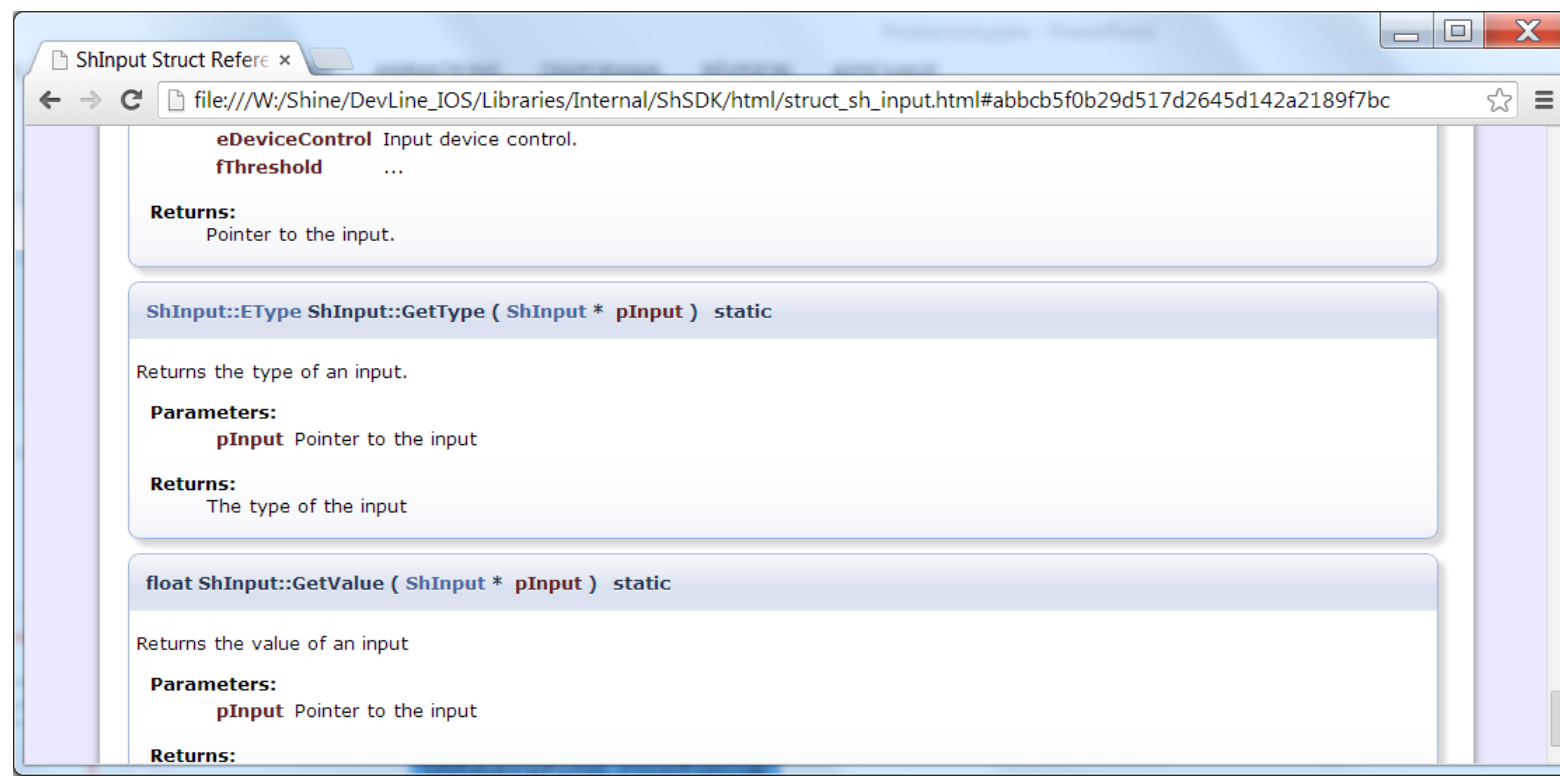 ShInput Struct Refere ×
file:///W:/Shine/DevLine_IOS/Libraries/Internal/ShSDK/html/struct_sh_input.html#abbcb5f0b29d517d2645d142a2189f7bc
eDeviceControl Input device control.
fThreshold ...
Returns:
Pointer to the input.
ShInput::EType ShInput::GetType ( ShInput * pInput ) static
Returns the type of an input.
Parameters:
pInput Pointer to the input
Returns:
The type of the input
float ShInput::GetValue ( ShInput * pInput ) static
Returns the value of an input
Parameters:
pInput Pointer to the input
Returns: